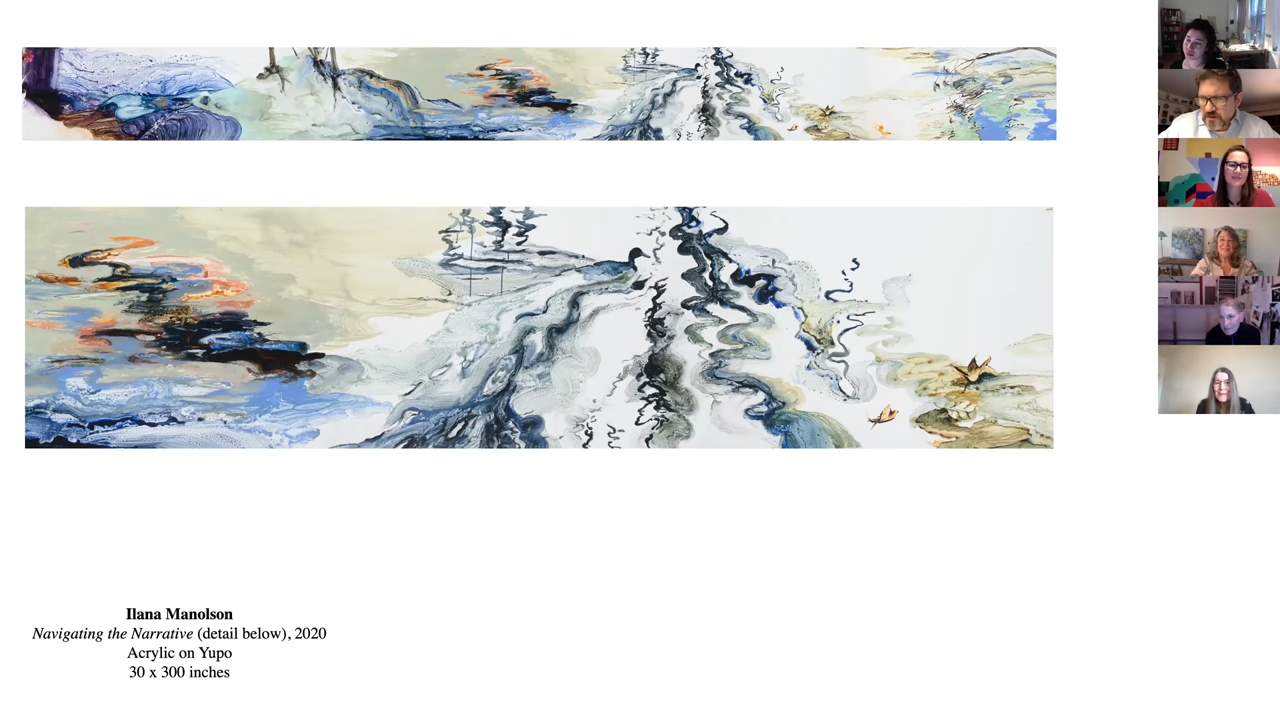 Ilana Manolson
Navigating the Narrative (detail below), 2020
Acrylic on Yupo
30 x 300 inches